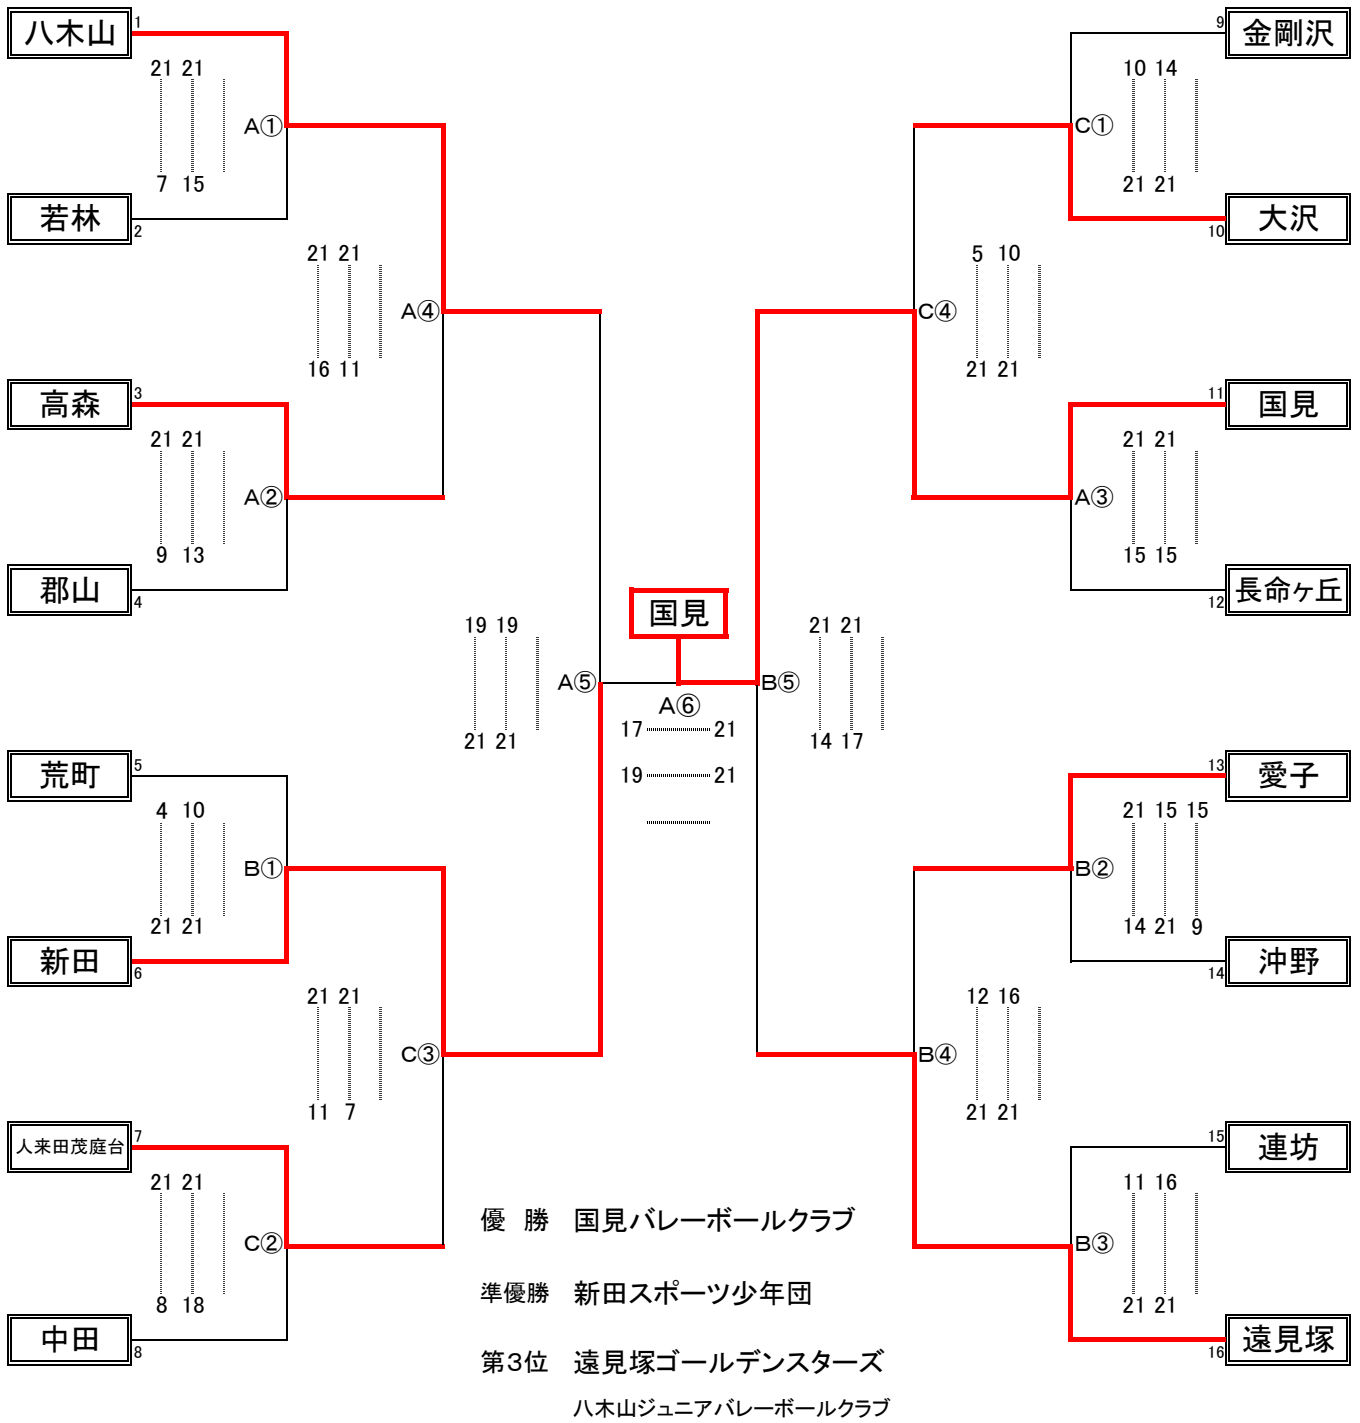 八木山 1
21 21
A①
7 15
若林 2
21 21
A④
16 11
高森 3
21 21
A②
9 13
郡山 4
19 19
A⑤
21 21
荒町 5
4 10
B①
21 21
新田 6
21 21
C③
11 7
人来田茂庭台 7
21 21
C②
8 18
中田 8
国見
A⑥
17 21
19 21
9 金剛沢
10 14
C①
21 21
10 大沢
5 10
C④
21 21
11 国見
21 21
A③
15 15
12 長命ヶ丘
21 21
B⑤
14 17
13 愛子
21 15 15
B②
14 21 9
14 沖野
12 16
B④
21 21
15 連坊
11 16
B③
21 21
16 遠見塚
優 勝 国見バレーボールクラブ
準優勝 新田スポーツ少年団
第3位 遠見塚ゴールデンスターズ
八木山ジュニアバレーボールクラブ